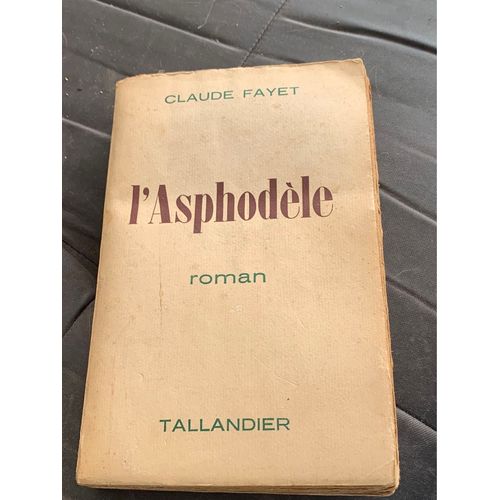 CLAUDE FAYET
l'Asphodèle
roman
TALLANDIER